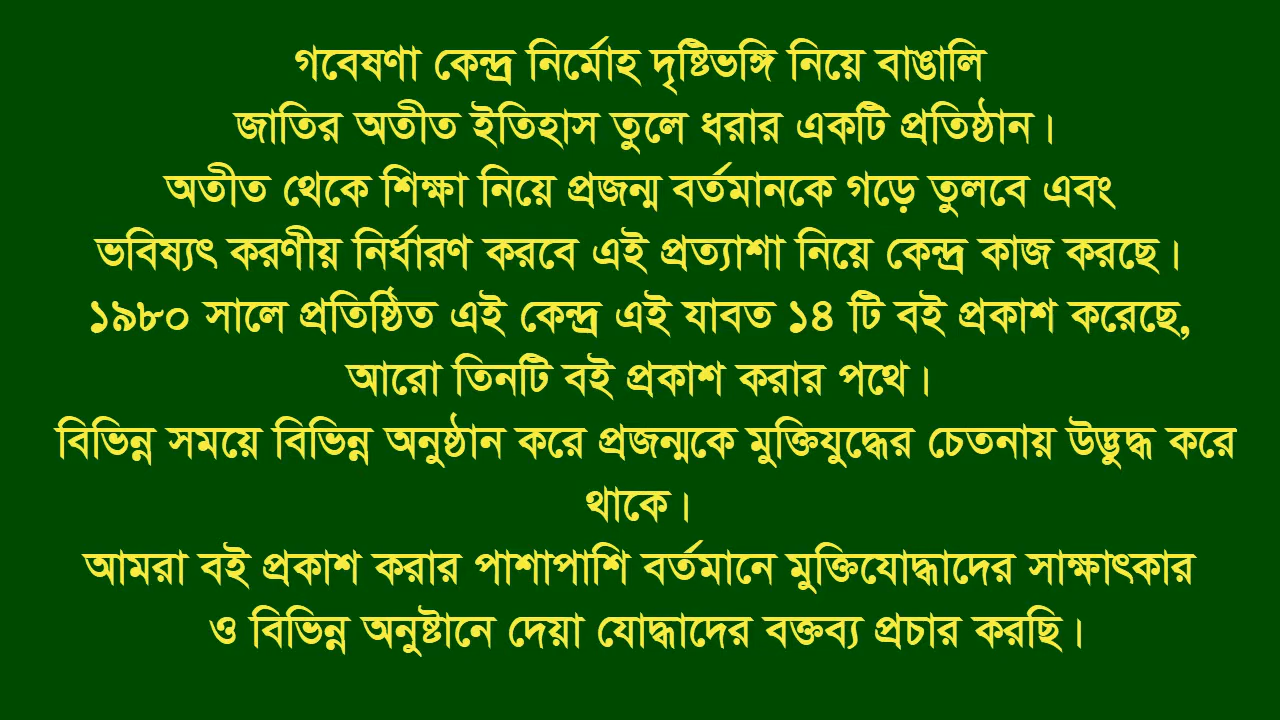 গবেষণা কেন্দ্র নির্মোহ দৃষ্টিভঙ্গি নিয়ে বাঙালি
জাতির অতীত ইতিহাস তুলে ধরার একটি প্রতিষ্ঠান।
অতীত থেকে শিক্ষা নিয়ে প্রজন্ম বর্তমানকে গড়ে তুলবে এবং
ভবিষ্যৎ করণীয় নির্ধারণ করবে এই প্রত্যাশা নিয়ে কেন্দ্র কাজ করছে।
১৯৮০ সালে প্রতিষ্ঠিত এই কেন্দ্র এই যাবত ১৪ টি বই প্রকাশ করেছে,
আরো তিনটি বই প্রকাশ করার পথে।
বিভিন্ন সময়ে বিভিন্ন অনুষ্ঠান করে প্রজন্মকে মুক্তিযুদ্ধের চেতনায় উদ্ভুদ্ধ করে
থাকে।
আমরা বই প্রকাশ করার পাশাপাশি বর্তমানে মুক্তিযোদ্ধাদের সাক্ষাৎকার
ও বিভিন্ন অনুষ্টানে দেয়া যোদ্ধাদের বক্তব্য প্রচার করছি।